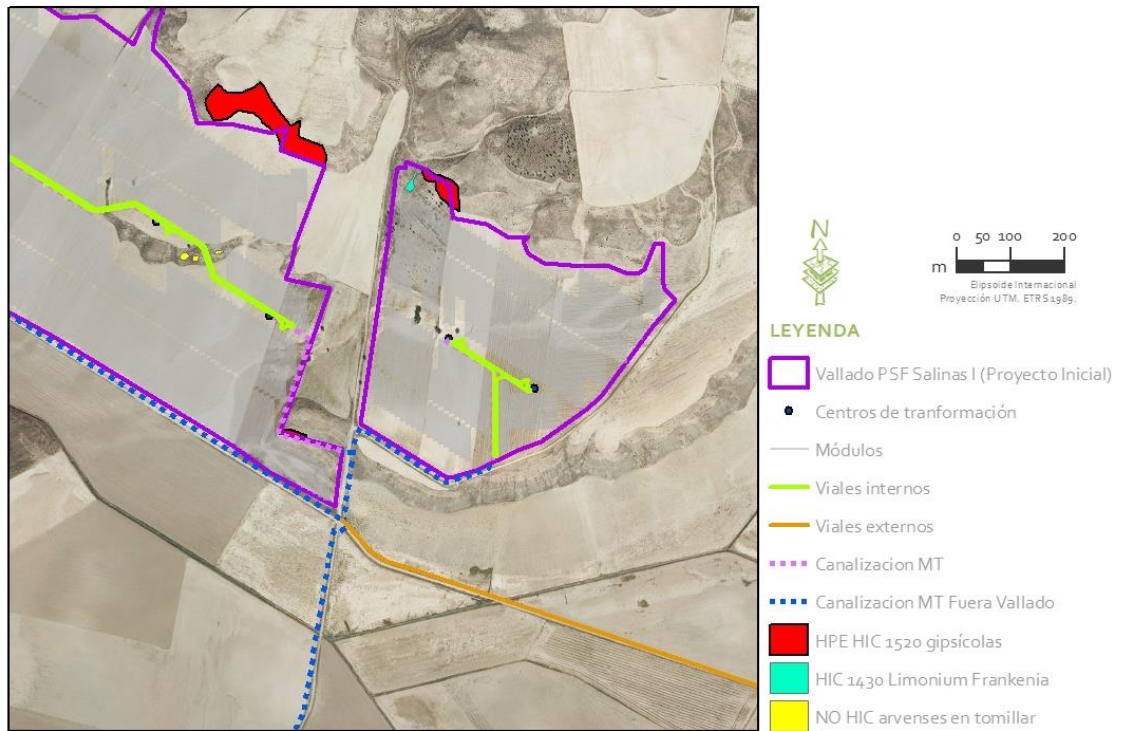 N
0 50 100 200
m
Elipsoide Internacional
Proyección UTM. ETRS 1989.
LEYENDA
Vallado PSF Salinas I (Proyecto Inicial)
Centros de tranformación
Módulos
Viales internos
Viales externos
Canalizacion MT
Canalizacion MT Fuera Vallado
HPE HIC 1520 gipsícolas
HIC 1430 Limonium Frankenia
NO HIC arvenses en tomillar